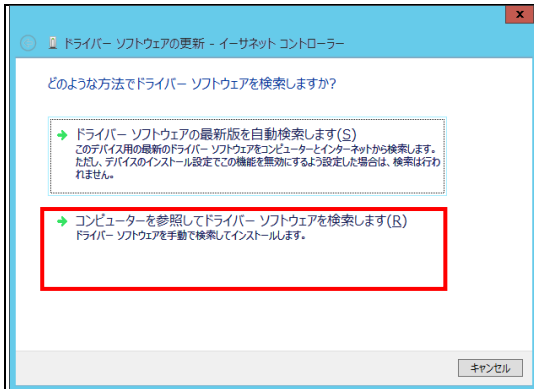 ドライバー ソフトウェアの更新 - イーサネット コントローラー
どのような方法でドライバー ソフトウェアを検索しますか?
ドライバー ソフトウェアの最新版を自動検索します(S)
このデバイス用の最新のドライバー ソフトウェアをコンピューターとインターネットから検索します。
ただし、デバイスのインストール設定でこの機能を無効にするよう設定した場合は、検索は行わ
れません。
コンピューターを参照してドライバー ソフトウェアを検索します(R)
ドライバー ソフトウェアを手動で検索してインストールします。
キャンセル